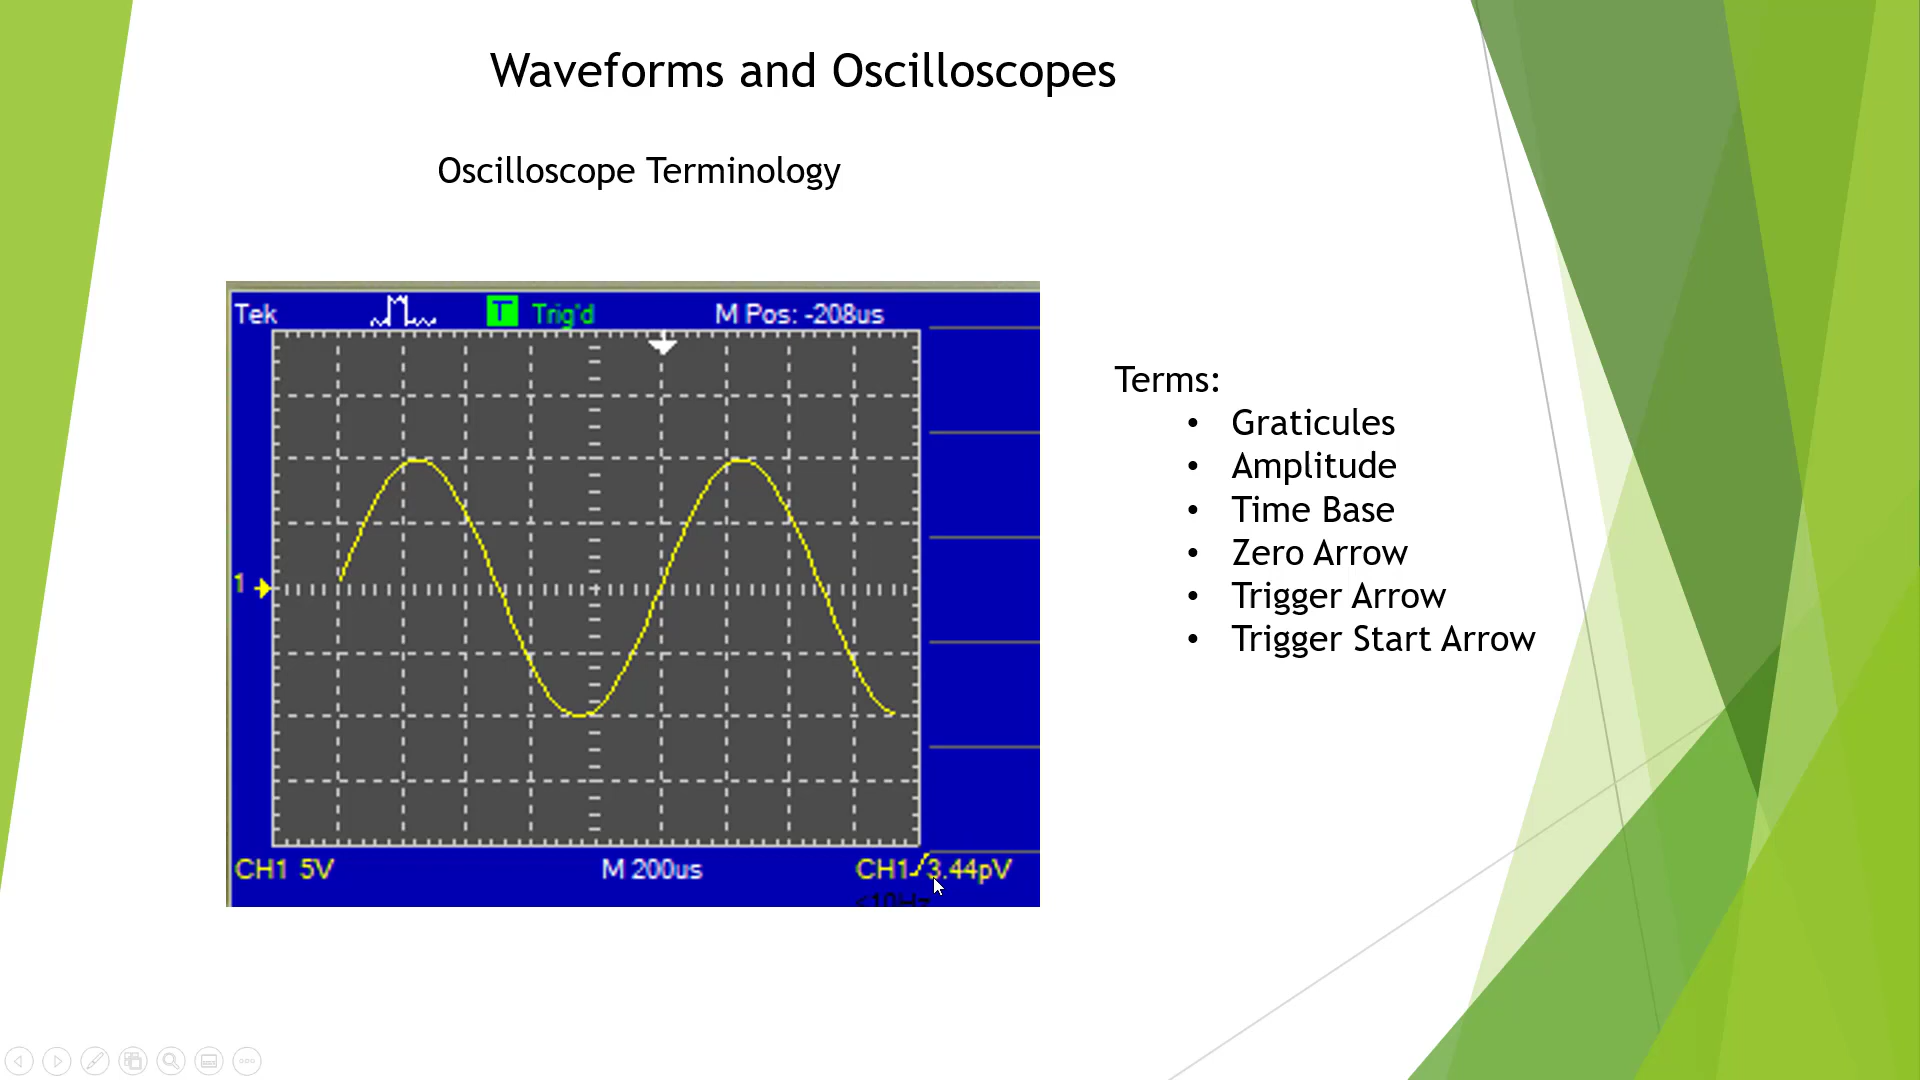 Waveforms and Oscilloscopes
Oscilloscope Terminology
Tek T Trig'd M Pos: -208us
1
CH1 5V M 200us CH1 3.44pV
<10Hz
Terms:
• Graticules
• Amplitude
• Time Base
• Zero Arrow
• Trigger Arrow
• Trigger Start Arrow